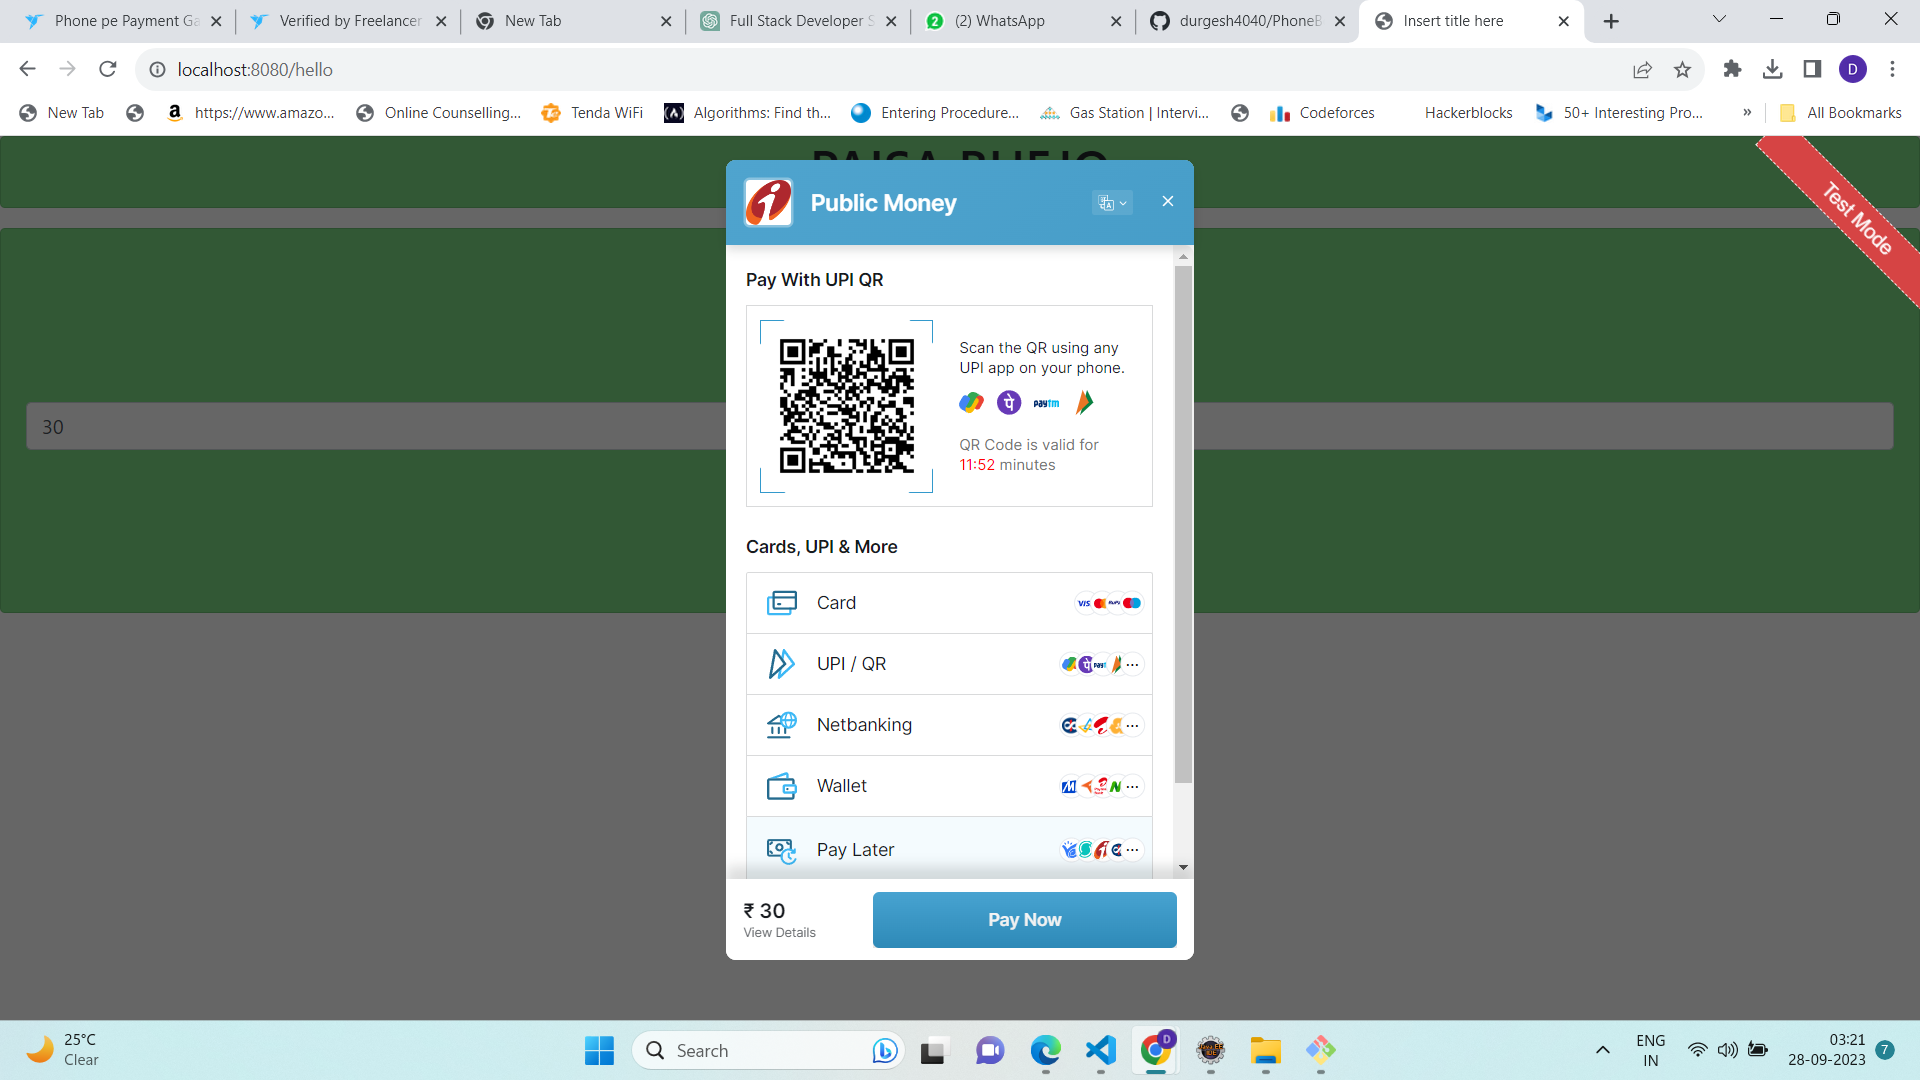 Phone pe Payment Ga
Verified by Freelancer
New Tab
Full Stack Developer S
(2) WhatsApp
durgesh4040/PhoneB
Insert title here
localhost:8080/hello
D
New Tab
https://www.amazo...
Online Counselling...
Tenda WiFi
Algorithms: Find th...
Entering Procedure...
Gas Station | Intervi...
Codeforces
Hackerblocks
50+ Interesting Pro...
»
All Bookmarks
Test Mode
Public Money
Pay With UPI QR
Scan the QR using any
UPI app on your phone.
paytm
QR Code is valid for
11:52 minutes
30
Cards, UPI & More
Card
VISA
UPI / QR
Netbanking
Wallet
Pay Later
₹ 30
View Details
Pay Now
25°C
Clear
Search
D
ENG
IN
03:21
28-09-2023
7